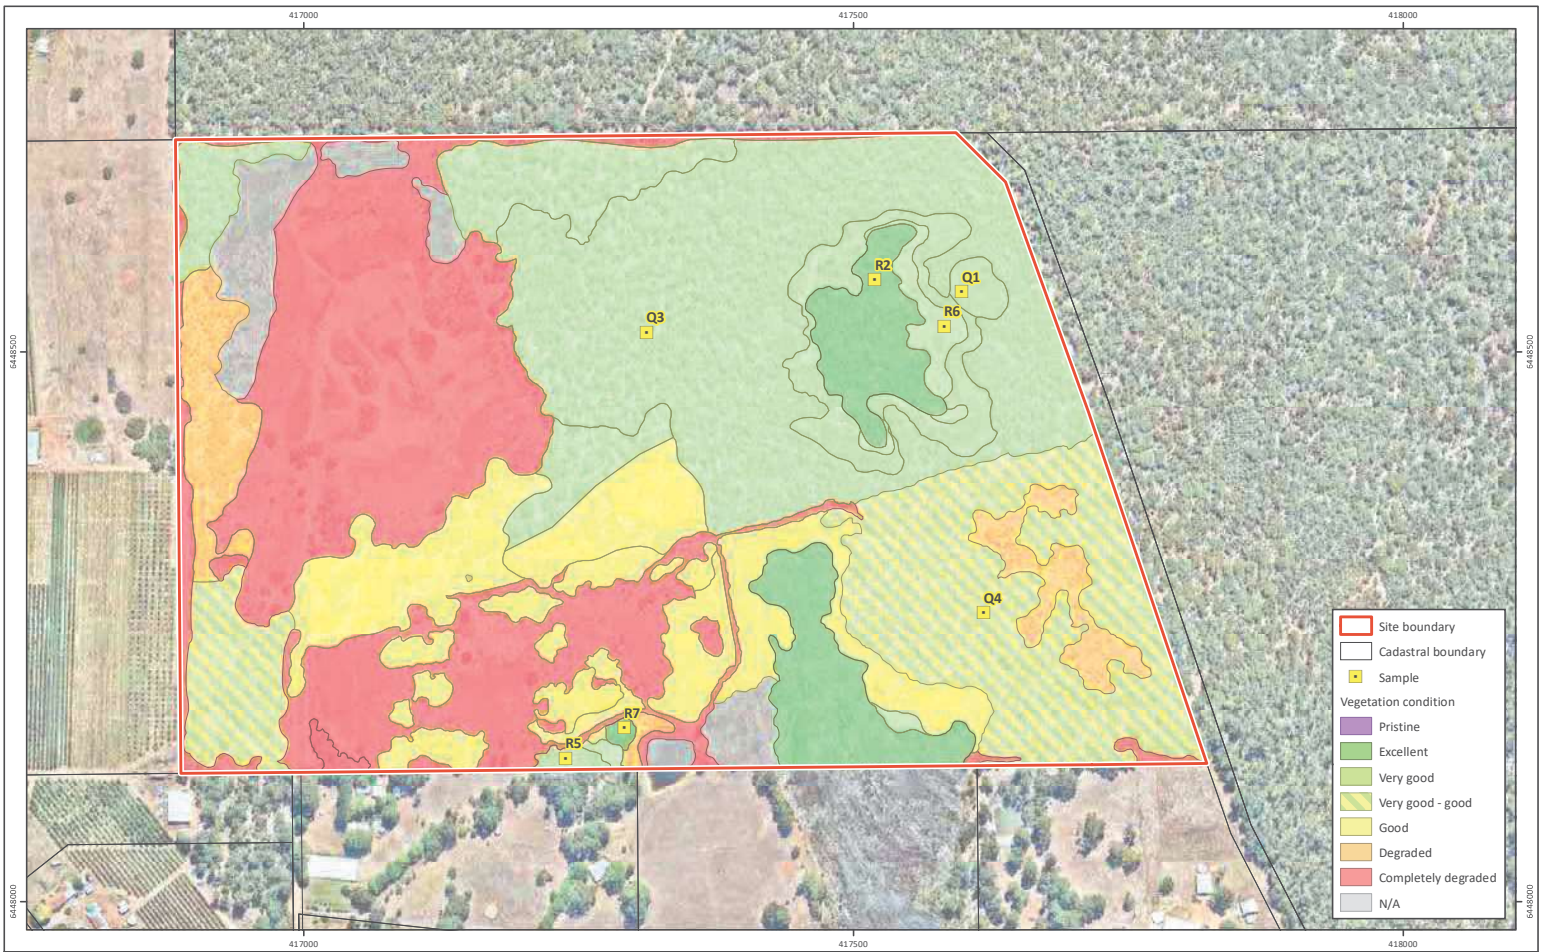 417000
417500
418000
R2
Q1
R6
Q3
6448500
6448500
Q4
R7
R5
Site boundary
Cadastral boundary
Sample
Vegetation condition
Pristine
Excellent
Very good
Very good - good
Good
Degraded
Completely degraded
N/A
6448000
6448000
417000
417500
418000